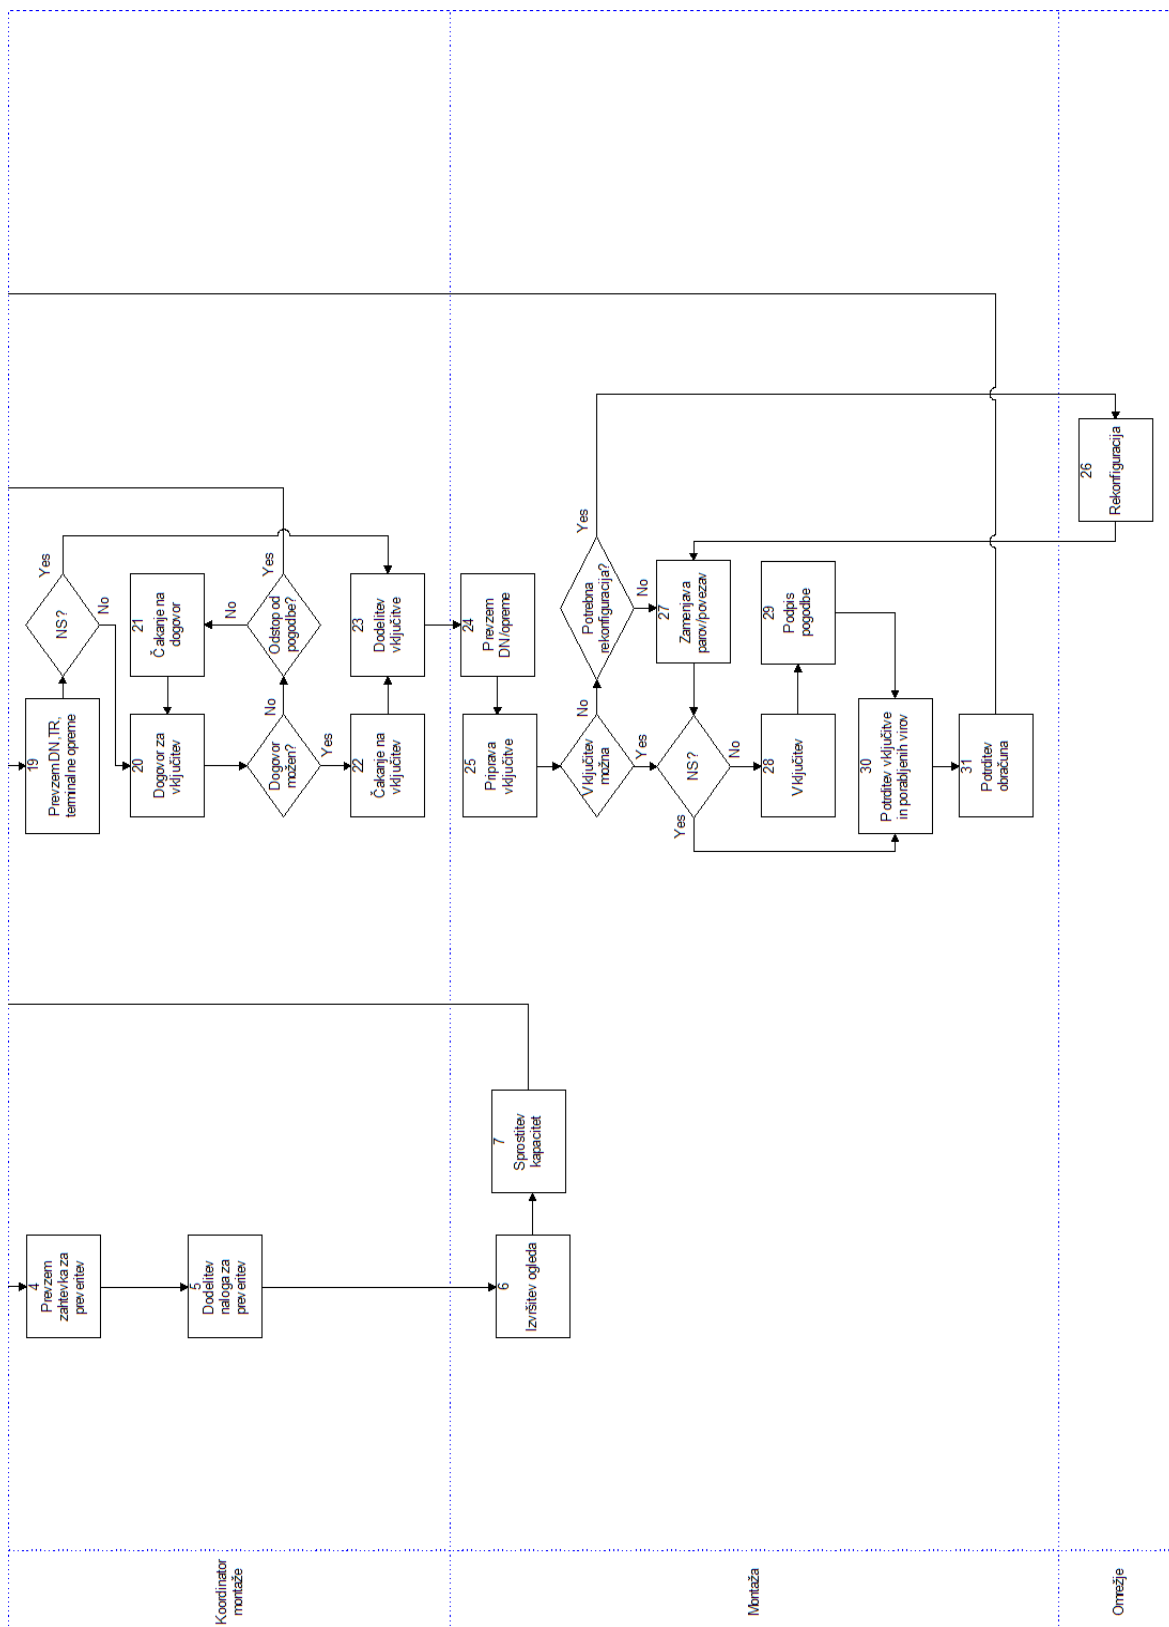 4
Prevzem
zahtevka za
preveritev
5
Dodelitev
naloga za
preveritev
6
Izvršitev ogleda
7
Sprostitev
kapacitet
19
Prevzem DN,TR,
terminalne opreme
NS?
Yes
No
20
Dogovor za
vključitev
21
Čakanje na
dogovor
Dogovor
možen?
No
Yes
Odstop od
pogodbe?
No
Yes
22
Čakanje na
vključitev
23
Dodelitev
vključitve
24
Prevzem
DN/opreme
25
Priprava
vključitve
Vključitev
možna
No
Yes
Potrebna
rekonfiguracija?
Yes
No
26
Rekonfiguracija
27
Zamenjava
parov/povezav
NS?
Yes
No
28
Vključitev
29
Podpis
pogodbe
30
Potrditev vključitve
in porabljenih virov
31
Potrditev
obračuna
Koordinator
montaže
Montaža
Omrežje